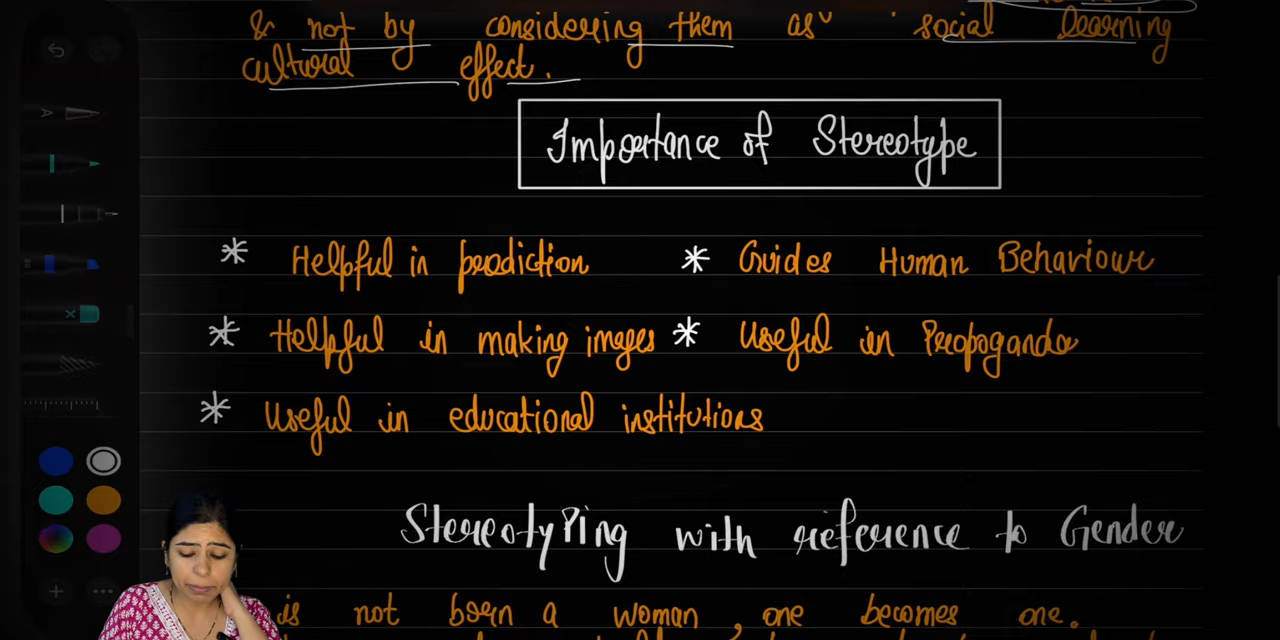 & not by considering them as 'social learning
cultural effect.
Importance of Stereotype
* Helpful in prediction * Guides Human Behaviour
* Helpful in making images * Useful in Propoganda
* Useful in educational institutions
Stereotyping with reference to Gender
is not born a woman, one becomes one.